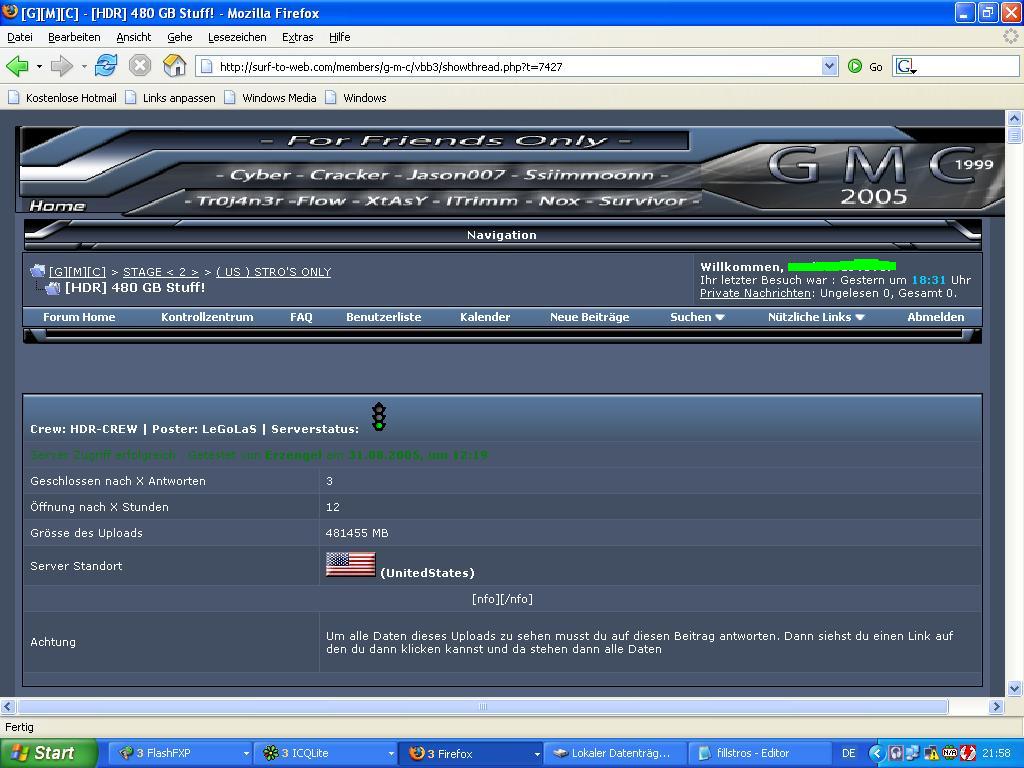 [G][M][C] - [HDR] 480 GB Stuff! - Mozilla Firefox
Datei Bearbeiten Ansicht Gehe Lesezeichen Extras Hilfe
http://surf-to-web.com/members/g-m-c/vbb3/showthread.php?t=7427 Go G
Kostenlose Hotmail Links anpassen Windows Media Windows
- For Friends Only -
- Cyber - Cracker - Jason007 - Ssiimmoonn -
- Tr0j4n3r -Flow - XtAsY - ITrimm - Nox - Survivor -
GMC 1999
2005
Home
Navigation
[G][M][C] > STAGE < 2 > > ( US ) STRO'S ONLY
[HDR] 480 GB Stuff!
Willkommen,
Ihr letzter Besuch war : Gestern um 18:31 Uhr
Private Nachrichten: Ungelesen 0, Gesamt 0.
Forum Home Kontrollzentrum FAQ Benutzerliste Kalender Neue Beiträge Suchen Nützliche Links Abmelden
Crew: HDR-CREW | Poster: LeGoLaS | Serverstatus:
Server Zugriff erfolgreich - Getestet von Erzengel am 31.08.2005, um 12:19
Geschlossen nach X Antworten 3
Öffnung nach X Stunden 12
Grösse des Uploads 481455 MB
Server Standort (UnitedStates)
[nfo][/nfo]
Achtung
Um alle Daten dieses Uploads zu sehen musst du auf diesen Beitrag antworten. Dann siehst du einen Link auf
den du dann klicken kannst und da stehen dann alle Daten
Fertig
Start 3 FlashFXP 3 ICQLite 3 Firefox Lokaler Datenträg... fillstros - Editor DE 21:58